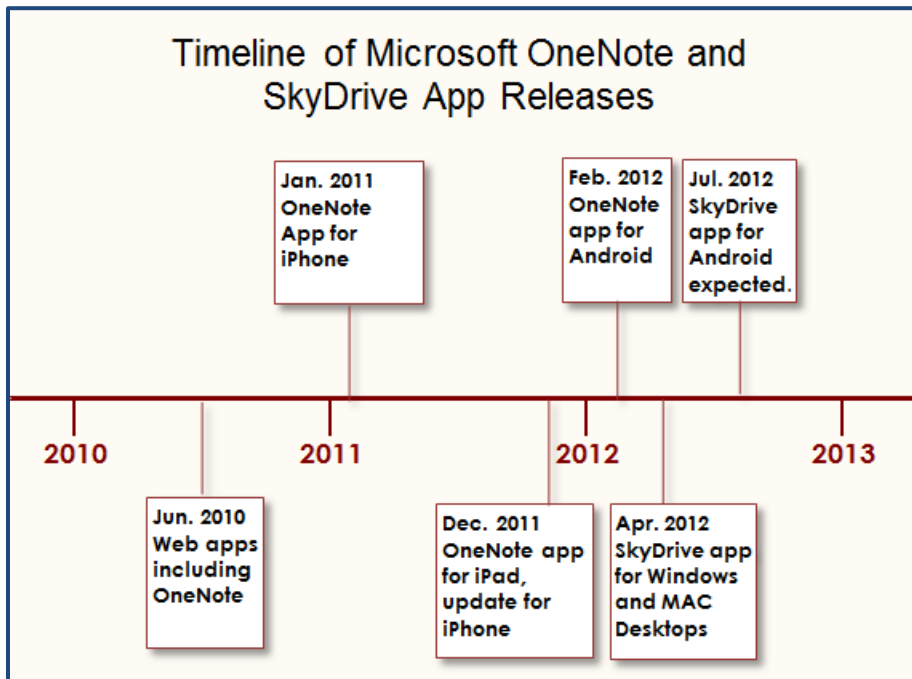 Timeline of Microsoft OneNote and
SkyDrive App Releases
Jan. 2011
OneNote
App for
iPhone
Feb. 2012
OneNote
app for
Android
Jul. 2012
SkyDrive
app for
Android
expected.
2010
2011
2012
2013
Jun. 2010
Web apps
including
OneNote
Dec. 2011
OneNote app
for iPad,
update for
iPhone
Apr. 2012
SkyDrive app
for Windows
and MAC
Desktops